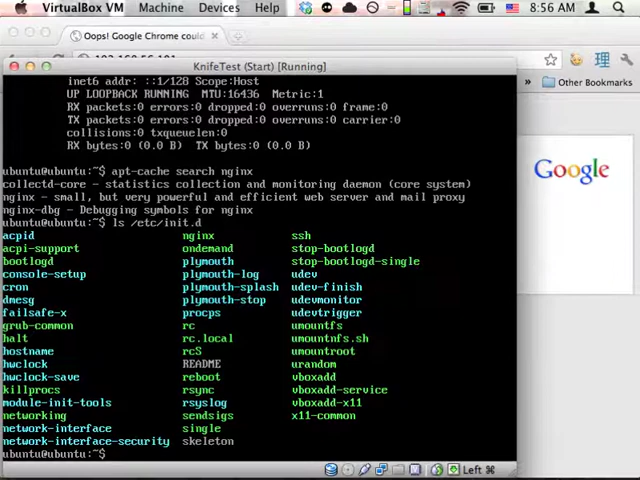 VirtualBox VM Machine Devices Help 8:56 AM
Oops! Google Chrome could
192.168.56.101
KnifeTest (Start) [Running]
Other Bookmarks
inet6 addr: ::1/128 Scope:Host
UP LOOPBACK RUNNING MTU:16436 Metric:1
RX packets:0 errors:0 dropped:0 overruns:0 frame:0
TX packets:0 errors:0 dropped:0 overruns:0 carrier:0
collisions:0 txqueuelen:0
RX bytes:0 (0.0 B) TX bytes:0 (0.0 B)
ubuntu@ubuntu:~$ apt-cache search nginx
collectd-core - statistics collection and monitoring daemon (core system)
nginx - small, but very powerful and efficient web server and mail proxy
nginx-dbg - Debugging symbols for nginx
ubuntu@ubuntu:~$ ls /etc/init.d
acpid nginx ssh
acpi-support ondemand stop-bootlogd
bootlogd plymouth stop-bootlogd-single
console-setup plymouth-log udev
cron plymouth-splash udev-finish
dmesg plymouth-stop udevmonitor
failsafe-x procps udevtrigger
grub-common rc umountfs
halt rc.local umountnfs.sh
hostname rcS umountroot
hwclock README urandom
hwclock-save reboot vboxadd
killprocs rsync vboxadd-service
module-init-tools rsyslog vboxadd-x11
networking sendsigs x11-common
network-interface single
network-interface-security skeleton
ubuntu@ubuntu:~$
Google
Left ⌘